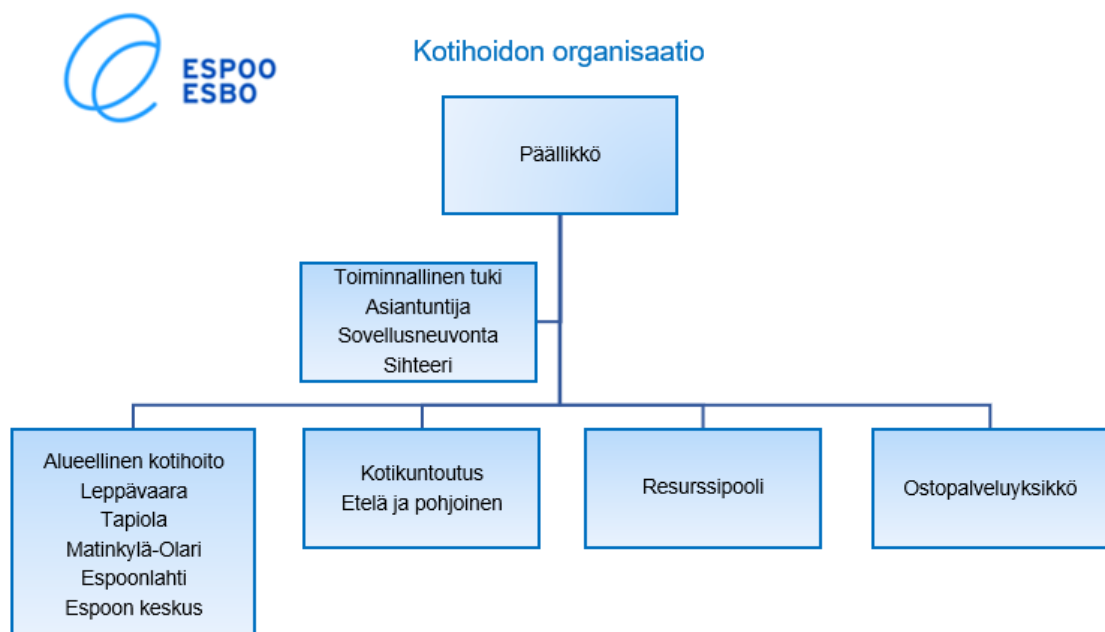 ESPOO
ESBO
Kotihoidon organisaatio
Päällikkö
Toiminnallinen tuki
Asiantuntija
Sovellusneuvonta
Sihteeri
Alueellinen kotihoito
Leppävaara
Tapiola
Matinkylä-Olari
Espoonlahti
Espoon keskus
Kotikuntoutus
Etelä ja pohjoinen
Resurssipooli
Ostopalveluyksikkö